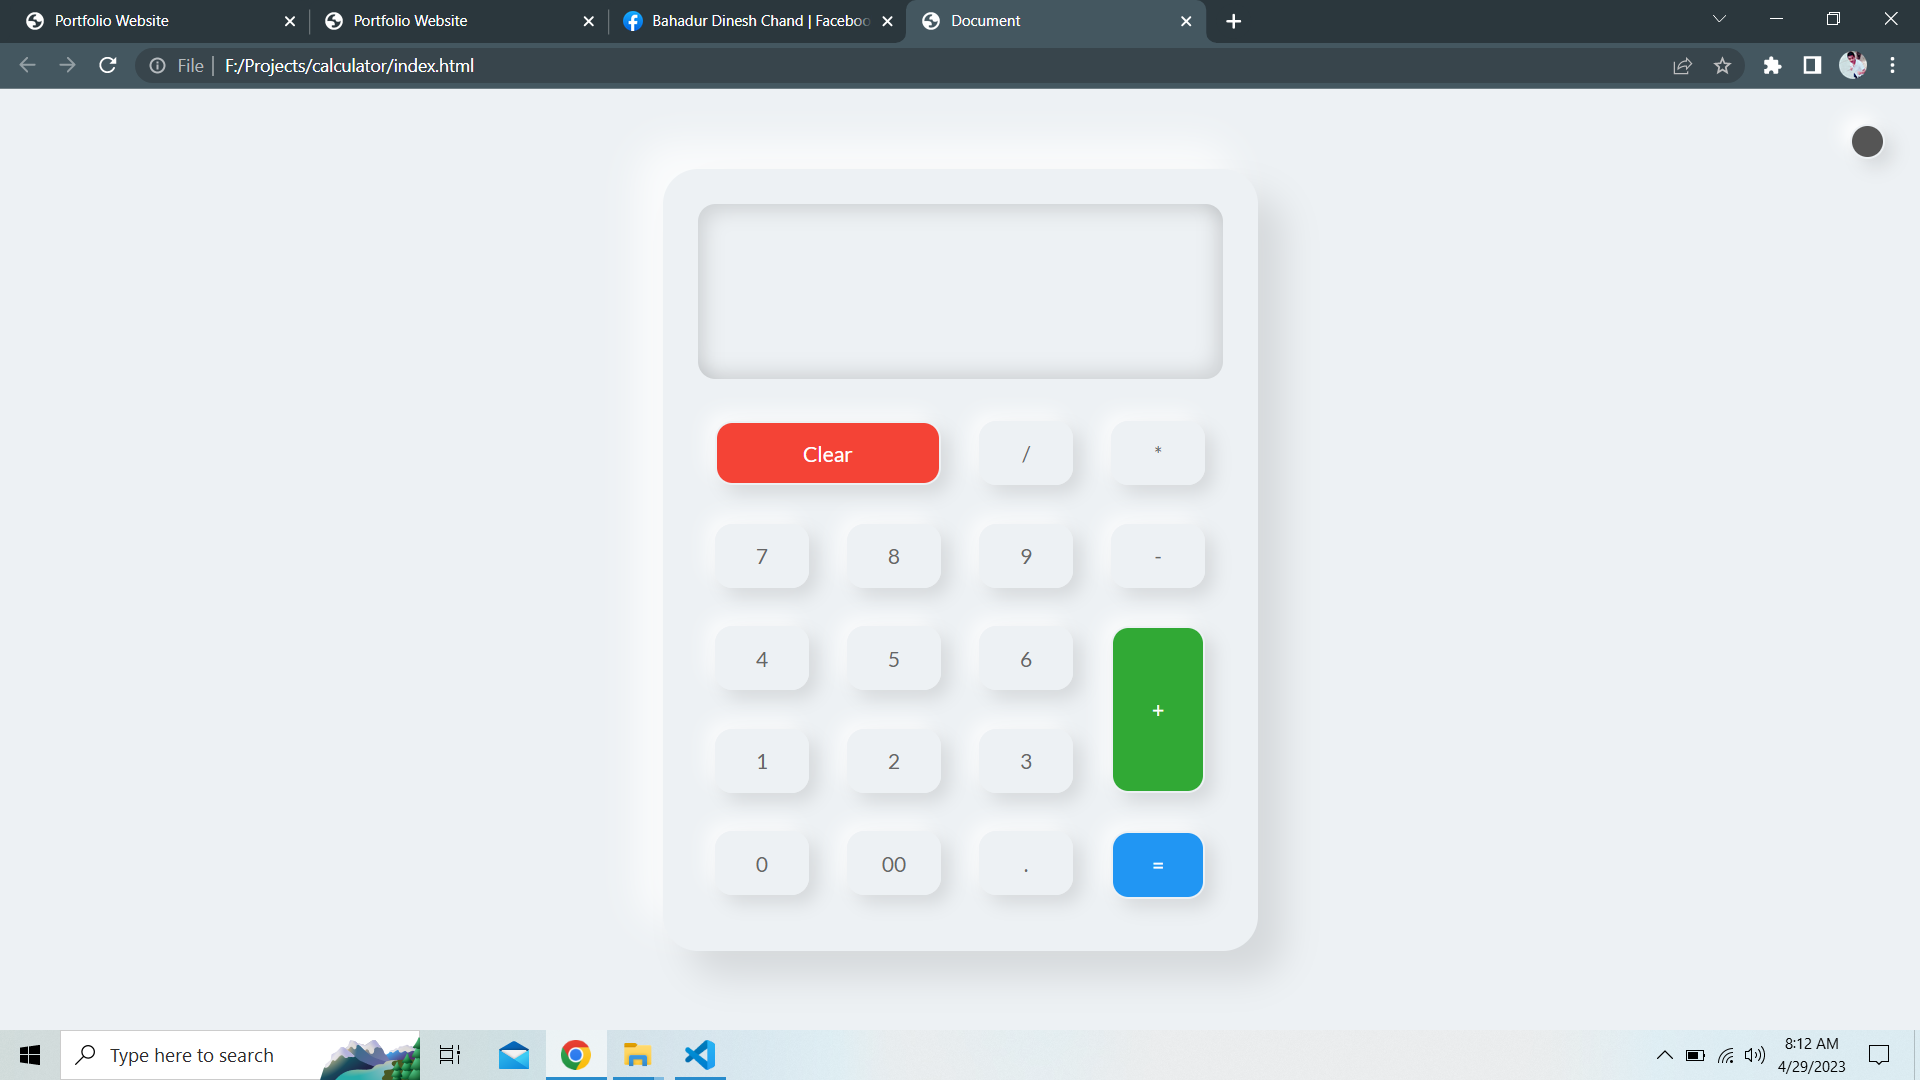 Portfolio Website
Portfolio Website
Bahadur Dinesh Chand | Faceboo
Document
File | F:/Projects/calculator/index.html
Clear / *
7 8 9 -
4 5 6
+
1 2 3
0 00 . =
Type here to search
8:12 AM
4/29/2023